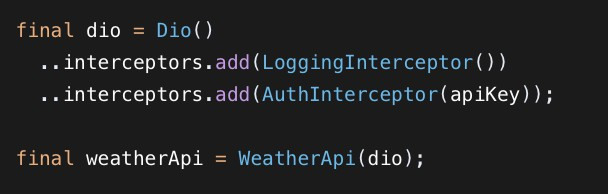 final dio = Dio()
  ..interceptors.add(LoggingInterceptor())
  ..interceptors.add(AuthInterceptor(apiKey));

final weatherApi = WeatherApi(dio);